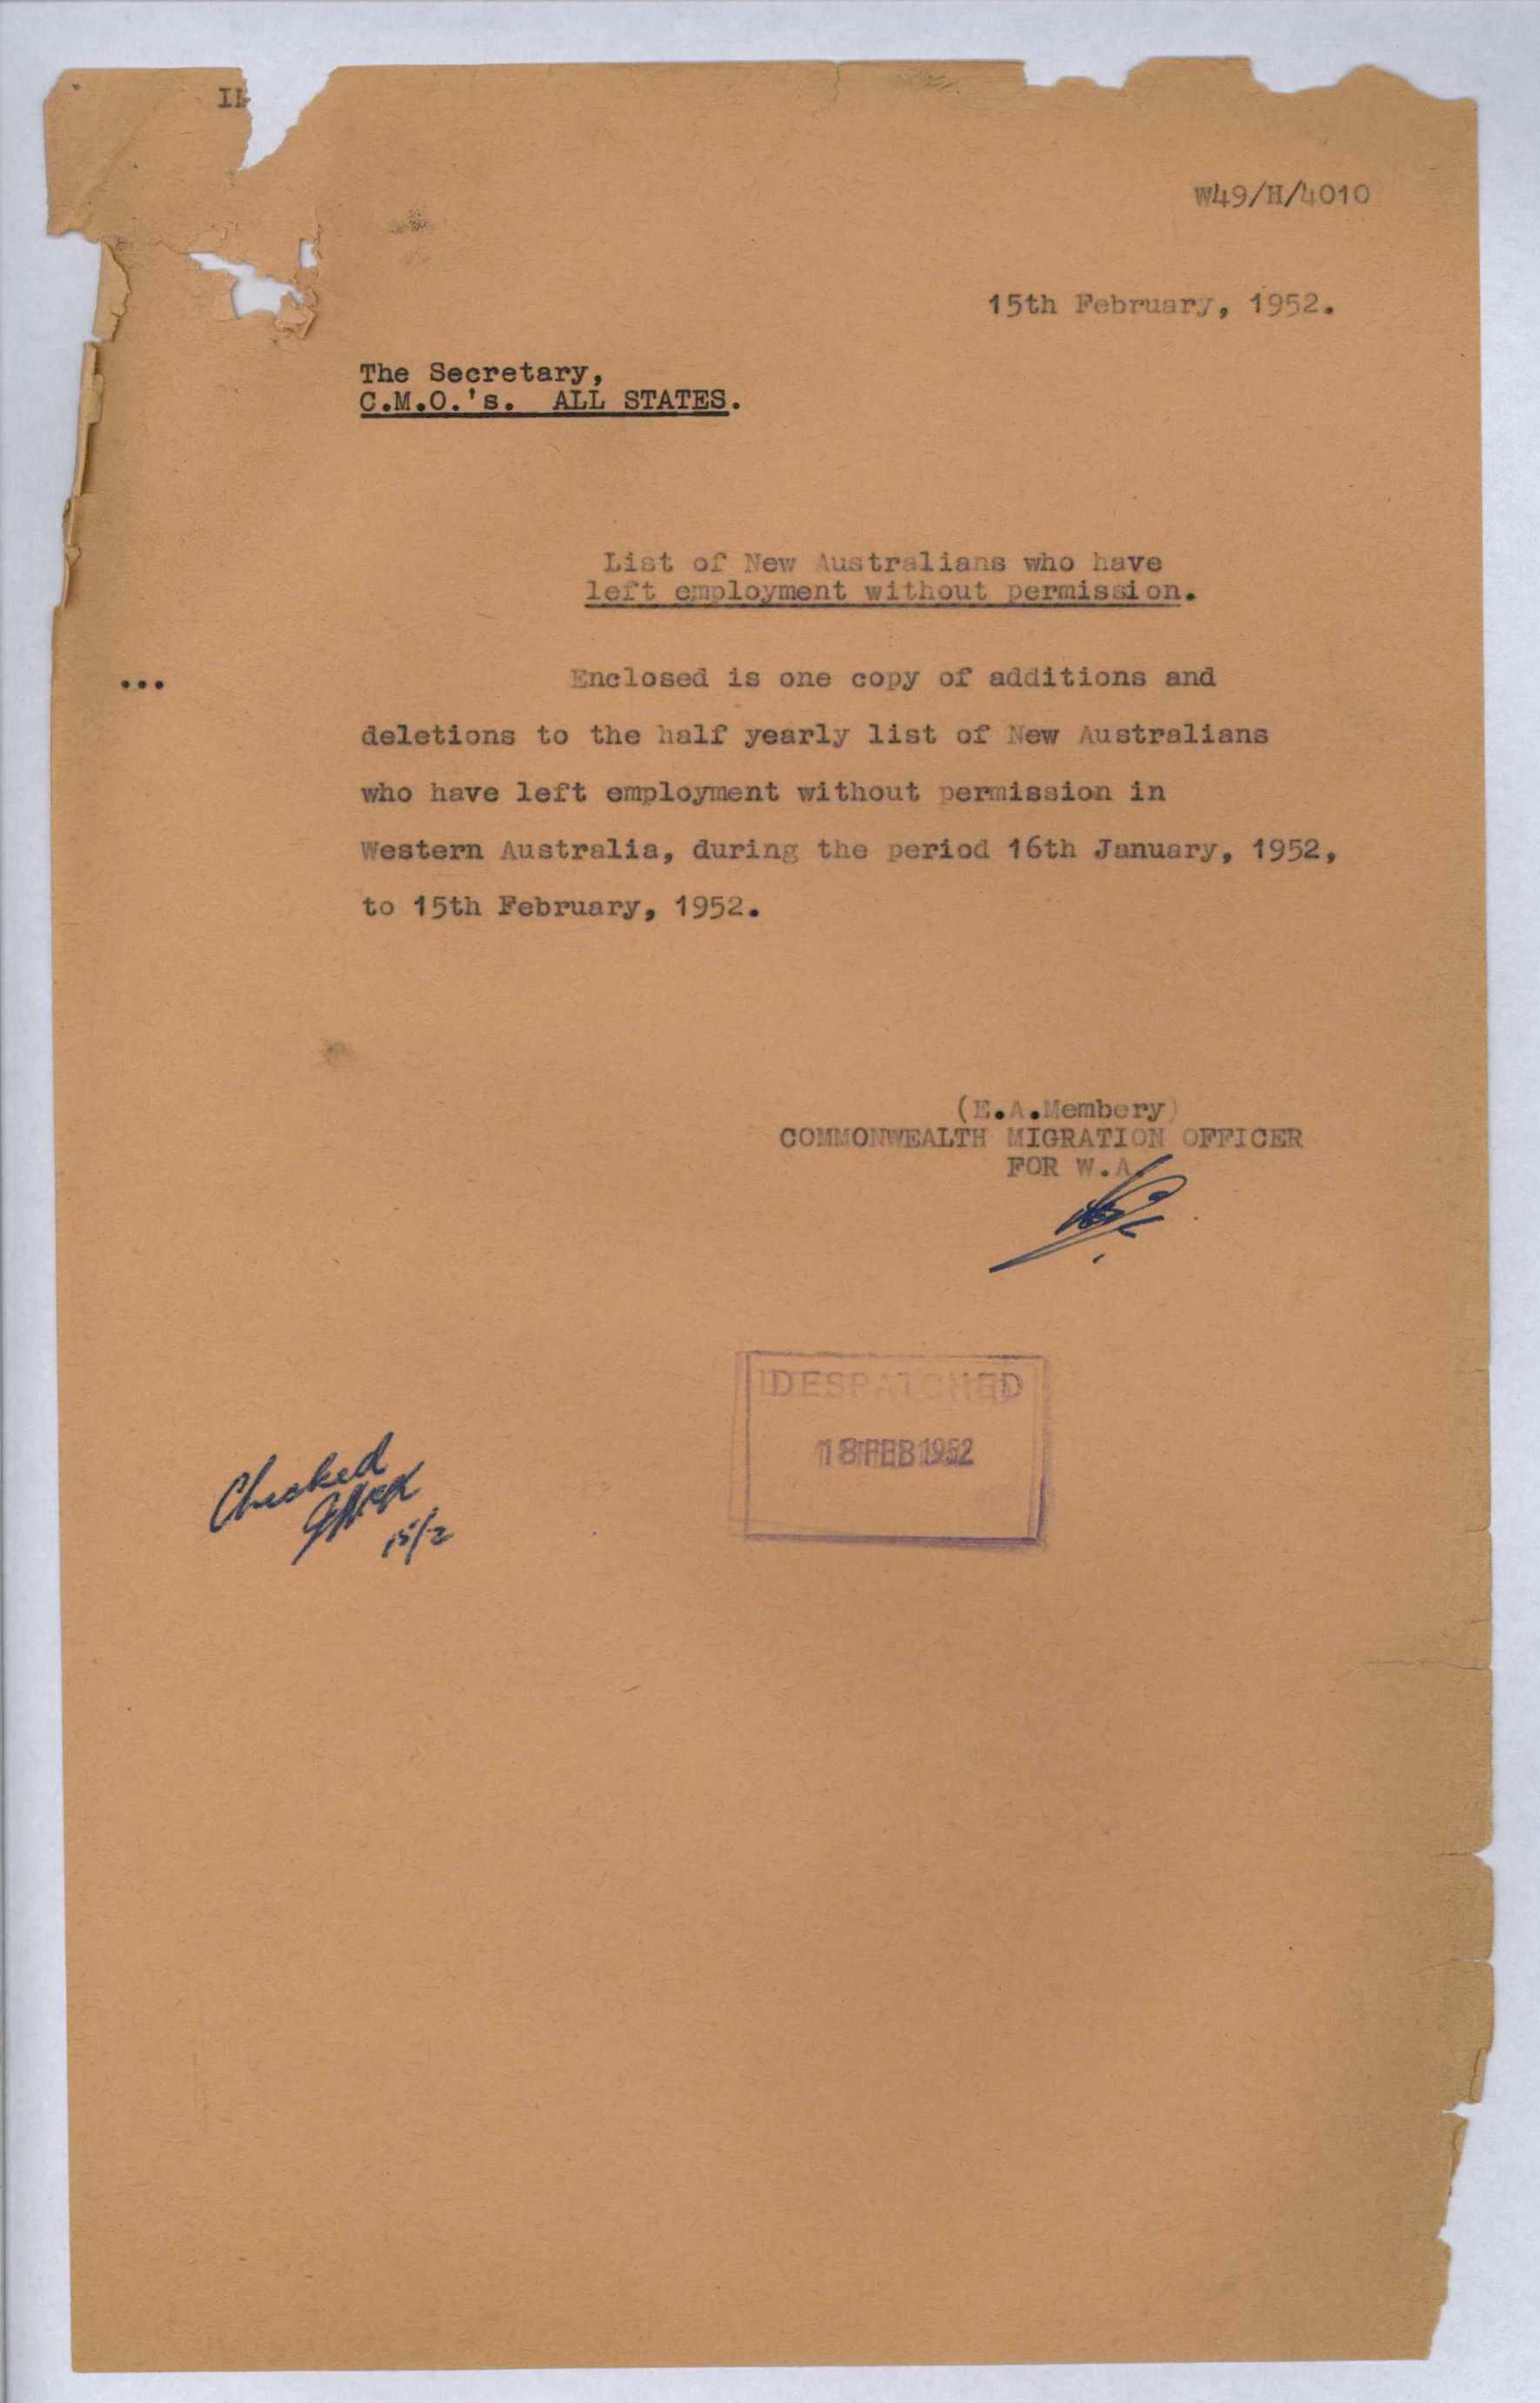 W49/H/4010
15th February, 1952.
The Secretary,
C.M.O.'s. ALL STATES.
List of New Australians who have
left employment without permission.
... Enclosed is one copy of additions and
deletions to the half yearly list of New Australians
who have left employment without permission in
Western Australia, during the period 16th January, 1952,
to 15th February, 1952.
(E.A.Membery)
COMMONWEALTH MIGRATION OFFICER
FOR W.A.
DESPATCHED
18 FEB 1952
Checked
15/2